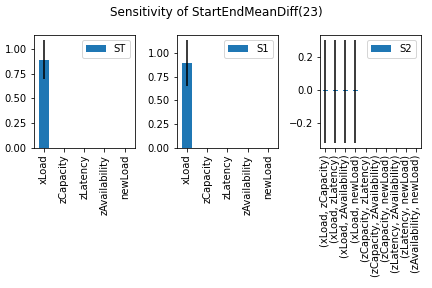 Sensitivity of StartEndMeanDiff(23)
ST
1.00
0.75
0.50
0.25
0.00
xLoad
zCapacity
zLatency
zAvailability
newLoad
S1
1.00
0.75
0.50
0.25
0.00
xLoad
zCapacity
zLatency
zAvailability
newLoad
S2
0.2
0.0
−0.2
(xLoad, zCapacity)
(xLoad, zLatency)
(xLoad, zAvailability)
(xLoad, newLoad)
(zCapacity, zLatency)
(zCapacity, zAvailability)
(zCapacity, newLoad)
(zLatency, zAvailability)
(zLatency, newLoad)
(zAvailability, newLoad)